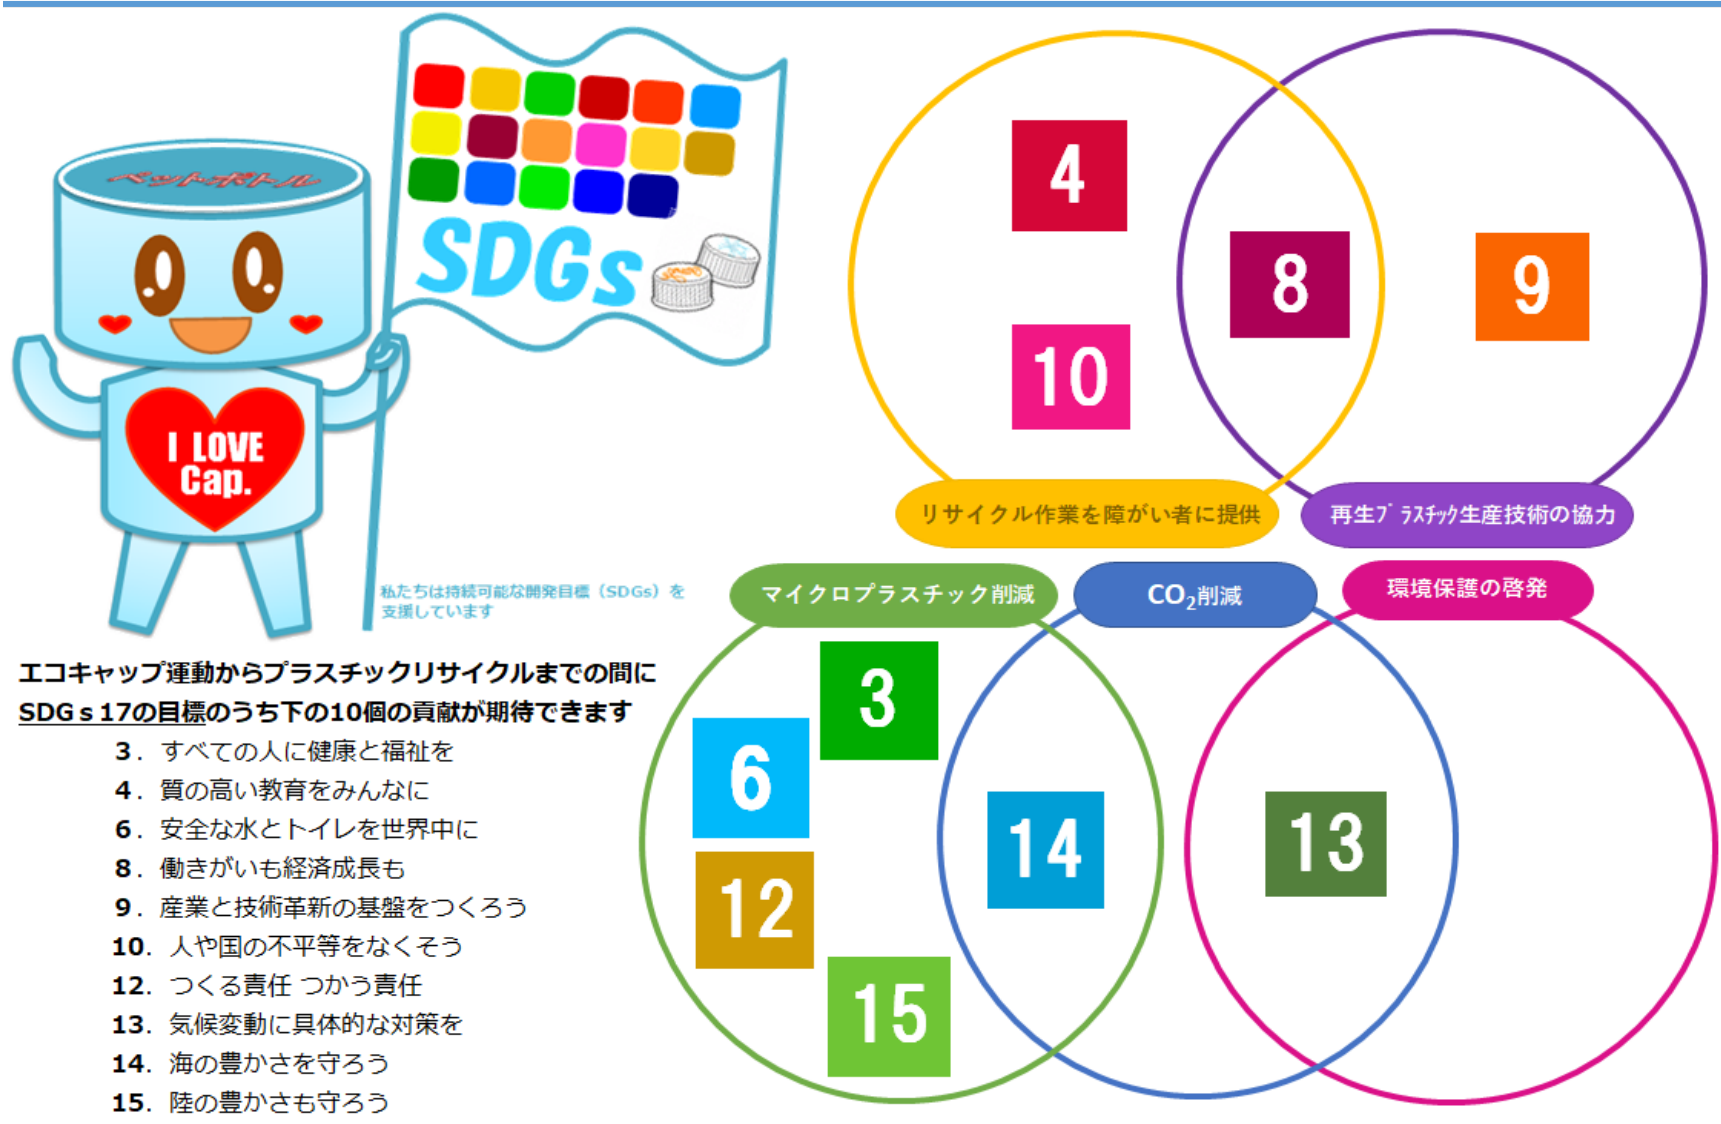 ペットボトル
SDGs
I LOVE
Cap.
私たちは持続可能な開発目標（SDGs）を
支援しています
エコキャップ運動からプラスチックリサイクルまでの間に
SDGｓ17の目標のうち下の10個の貢献が期待できます
3．すべての人に健康と福祉を
4．質の高い教育をみんなに
6．安全な水とトイレを世界中に
8．働きがいも経済成長も
9．産業と技術革新の基盤をつくろう
10．人や国の不平等をなくそう
12．つくる責任 つかう責任
13．気候変動に具体的な対策を
14．海の豊かさを守ろう
15．陸の豊かさも守ろう
4
8
9
10
リサイクル作業を障がい者に提供
再生ﾌﾟﾗｽﾁｯｸ生産技術の協力
マイクロプラスチック削減
CO₂削減
環境保護の啓発
3
6
14
13
12
15